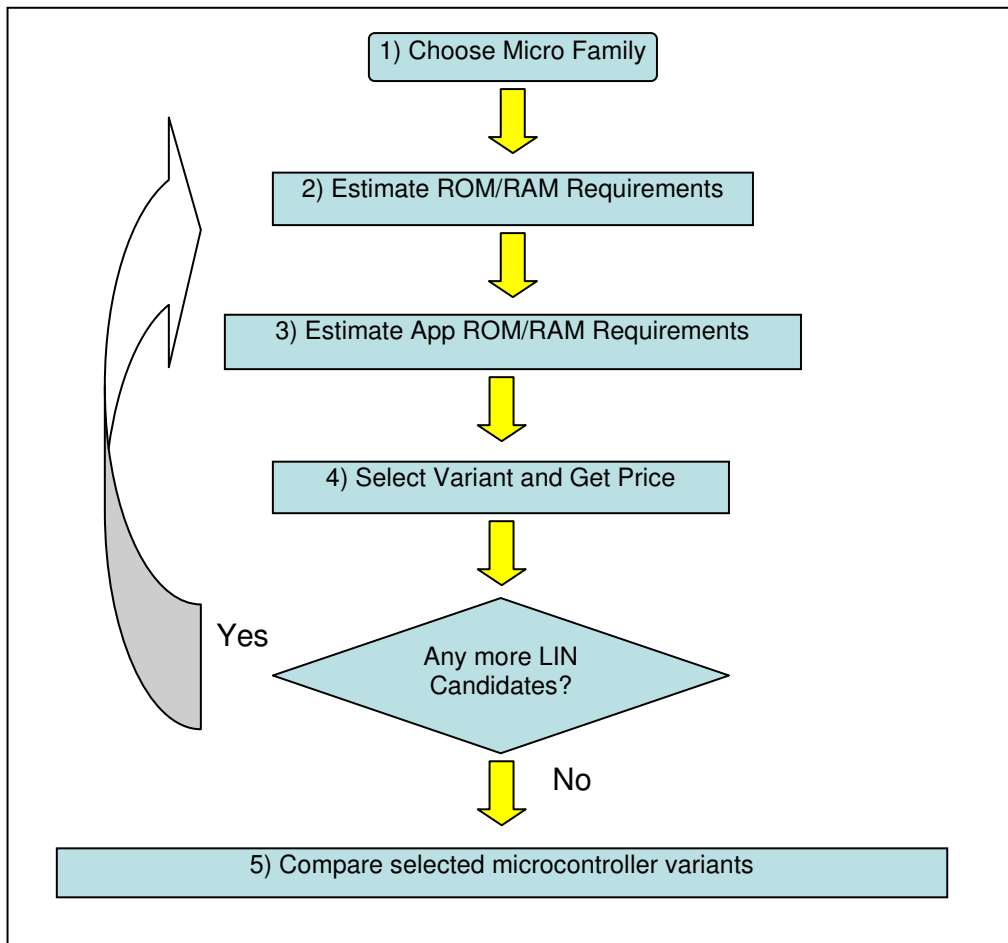 1) Choose Micro Family
2) Estimate ROM/RAM Requirements
3) Estimate App ROM/RAM Requirements
4) Select Variant and Get Price
Yes
Any more LIN
Candidates?
No
5) Compare selected microcontroller variants